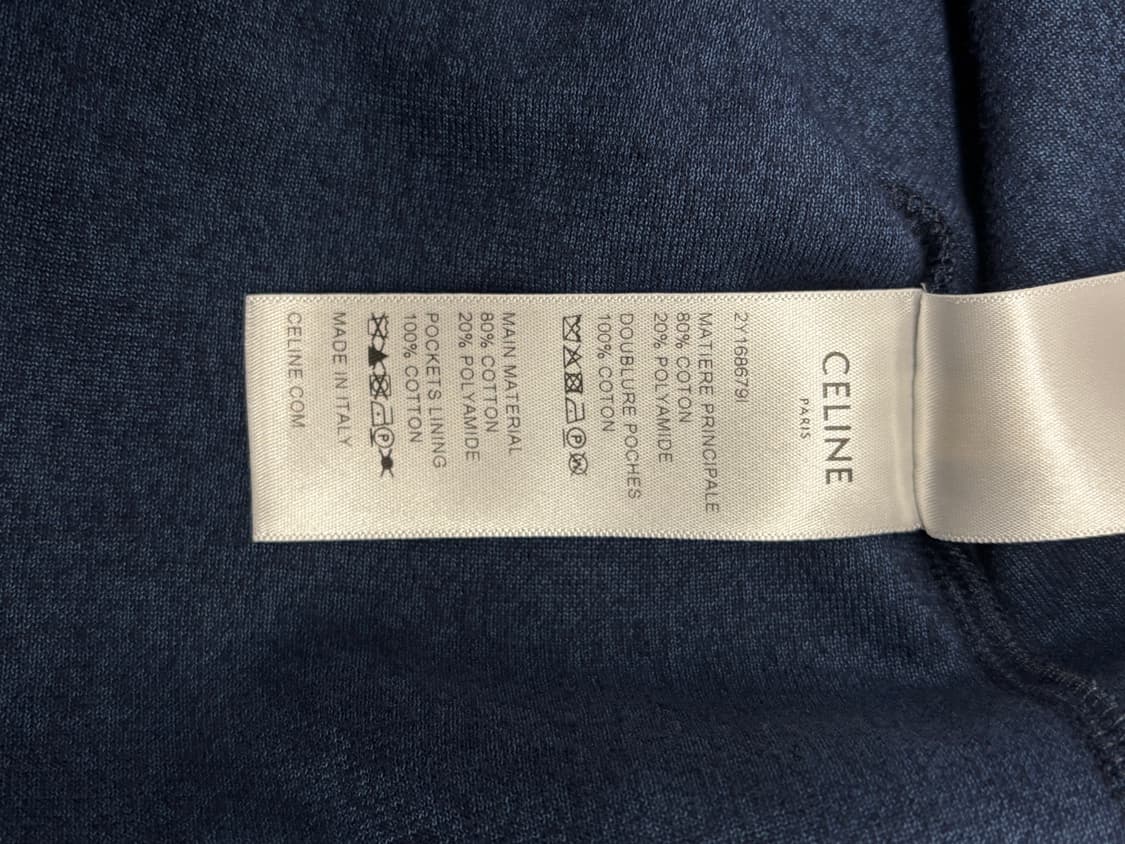 CELINE
PARIS
2Y168679I
MATIERE PRINCIPALE
80% COTON
20% POLYAMIDE
DOUBLURE POCHES
100% COTON
MAIN MATERIAL
80% COTTON
20% POLYAMIDE
POCKETS LINING
100% COTTON
MADE IN ITALY
CELINE.COM